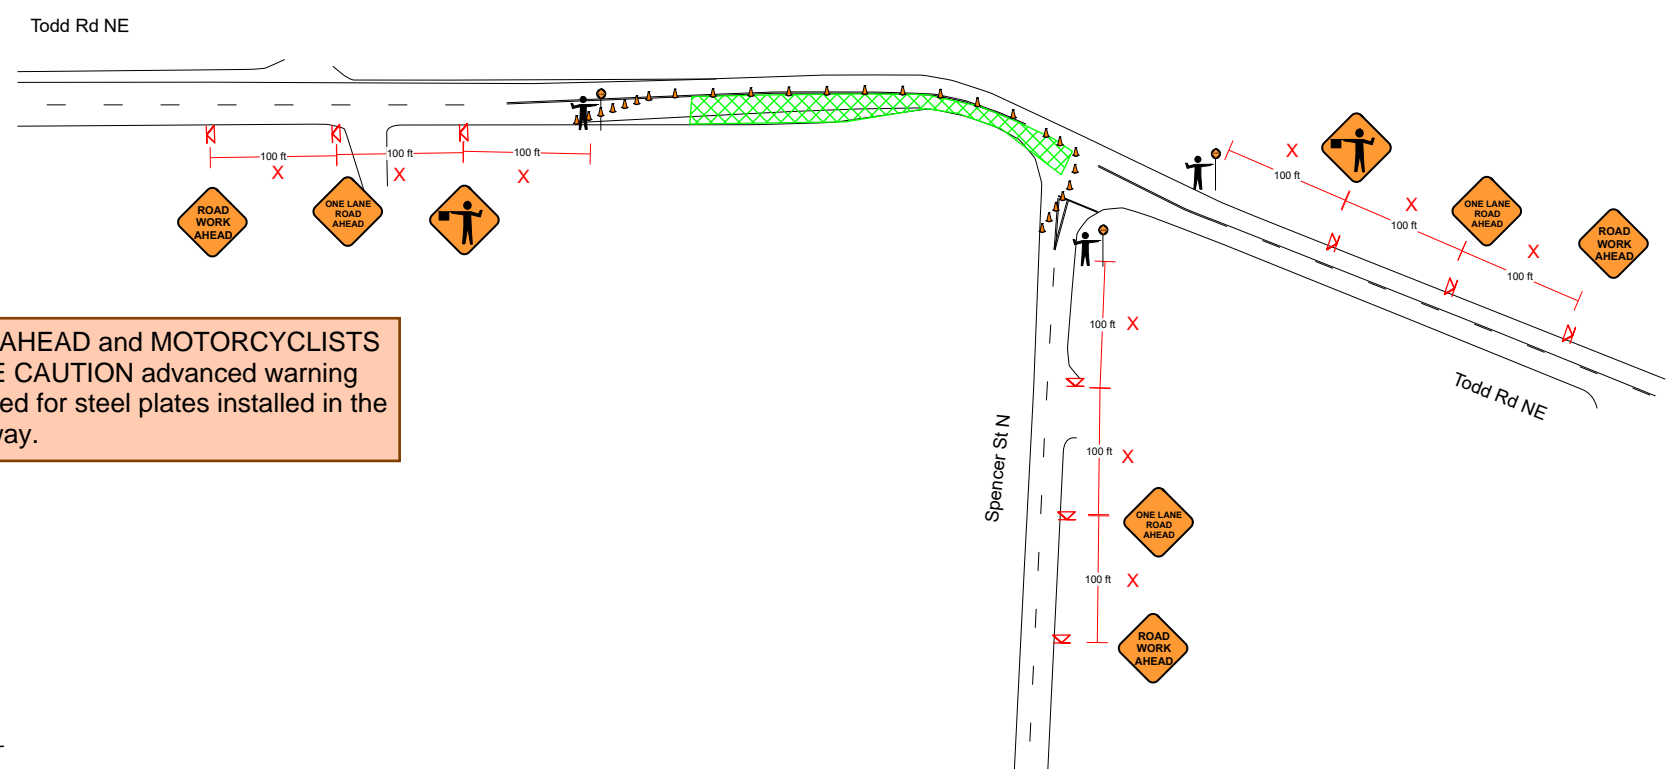 Todd Rd NE
100 ft
100 ft
100 ft
X
X
X
ROAD
WORK
AHEAD
ONE LANE
ROAD
AHEAD
X
100 ft
X
100 ft
X
100 ft
ONE LANE
ROAD
AHEAD
ROAD
WORK
AHEAD
Todd Rd NE
AHEAD and MOTORCYCLISTS
E CAUTION advanced warning
ed for steel plates installed in the
way.
Spencer St N
100 ft
X
100 ft
X
100 ft
X
ONE LANE
ROAD
AHEAD
ROAD
WORK
AHEAD